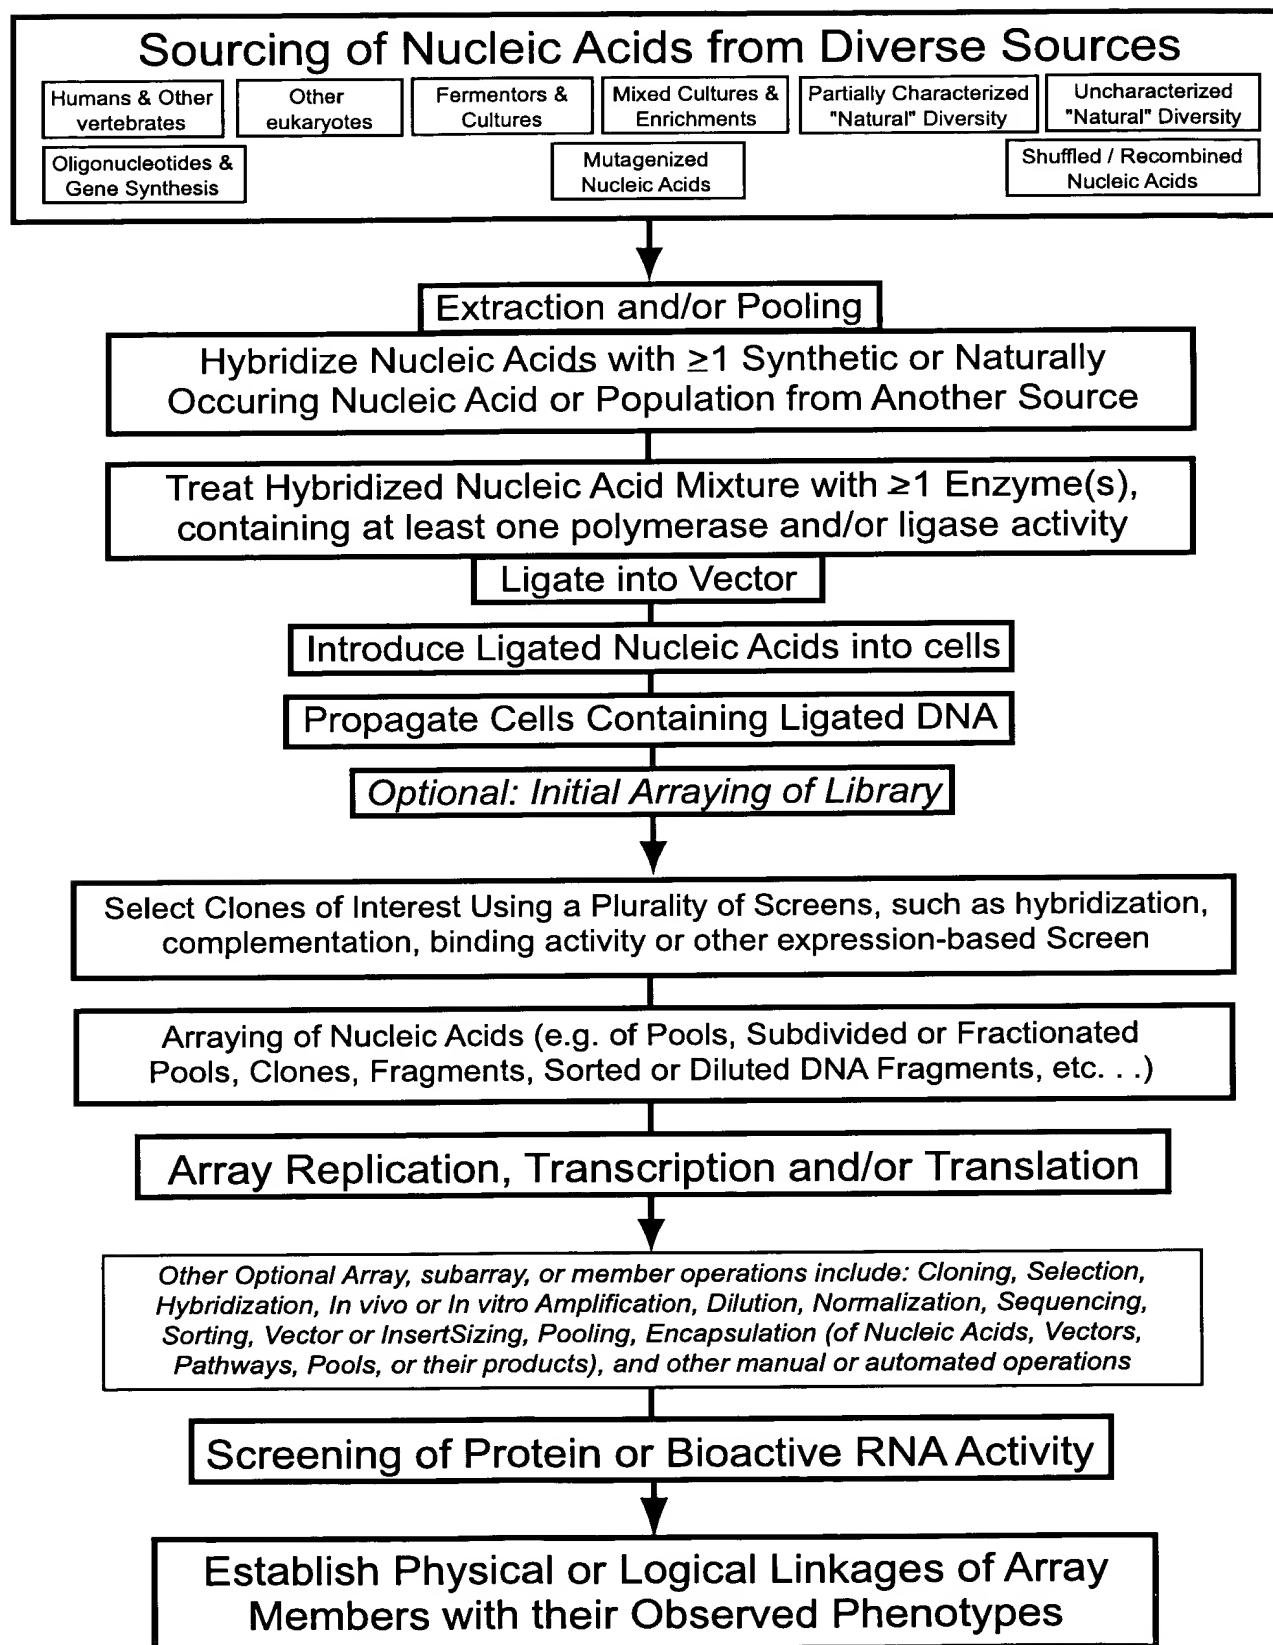 Sourcing of Nucleic Acids from Diverse Sources
Humans & Other
vertebrates
Other
eukaryotes
Fermentors &
Cultures
Mixed Cultures &
Enrichments
Partially Characterized
"Natural" Diversity
Uncharacterized
"Natural" Diversity
Oligonucleotides &
Gene Synthesis
Mutagenized
Nucleic Acids
Shuffled / Recombined
Nucleic Acids
Extraction and/or Pooling
Hybridize Nucleic Acids with ≥1 Synthetic or Naturally
Occuring Nucleic Acid or Population from Another Source
Treat Hybridized Nucleic Acid Mixture with ≥1 Enzyme(s),
containing at least one polymerase and/or ligase activity
Ligate into Vector
Introduce Ligated Nucleic Acids into cells
Propagate Cells Containing Ligated DNA
Optional: Initial Arraying of Library
Select Clones of Interest Using a Plurality of Screens, such as hybridization,
complementation, binding activity or other expression-based Screen
Arraying of Nucleic Acids (e.g. of Pools, Subdivided or Fractionated
Pools, Clones, Fragments, Sorted or Diluted DNA Fragments, etc. . .)
Array Replication, Transcription and/or Translation
Other Optional Array, subarray, or member operations include: Cloning, Selection,
Hybridization, In vivo or In vitro Amplification, Dilution, Normalization, Sequencing,
Sorting, Vector or InsertSizing, Pooling, Encapsulation (of Nucleic Acids, Vectors,
Pathways, Pools, or their products), and other manual or automated operations
Screening of Protein or Bioactive RNA Activity
Establish Physical or Logical Linkages of Array
Members with their Observed Phenotypes